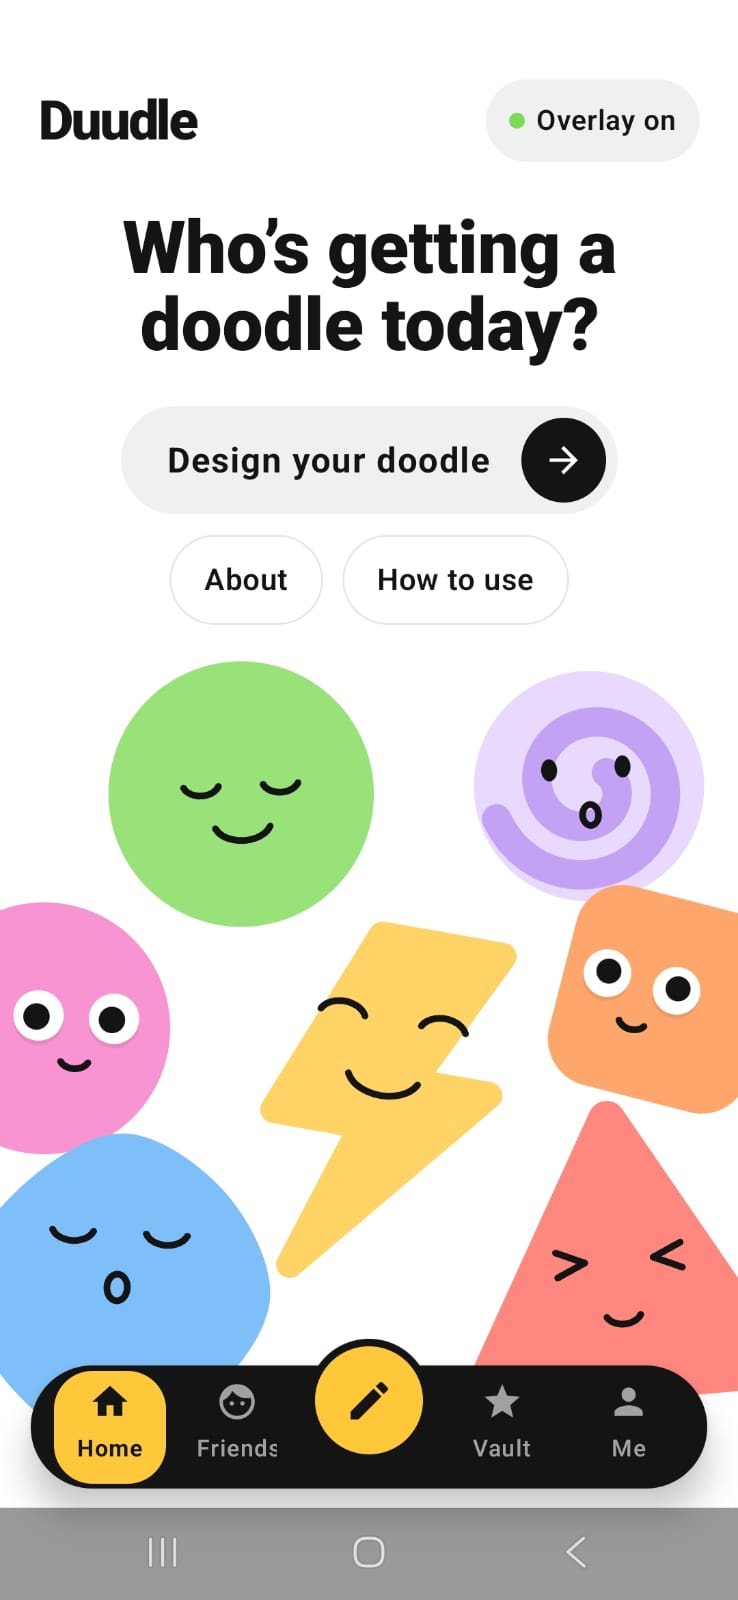 Duudle
Overlay on
Who’s getting a
doodle today?
Design your doodle
About
How to use
Home
Friends
Vault
Me